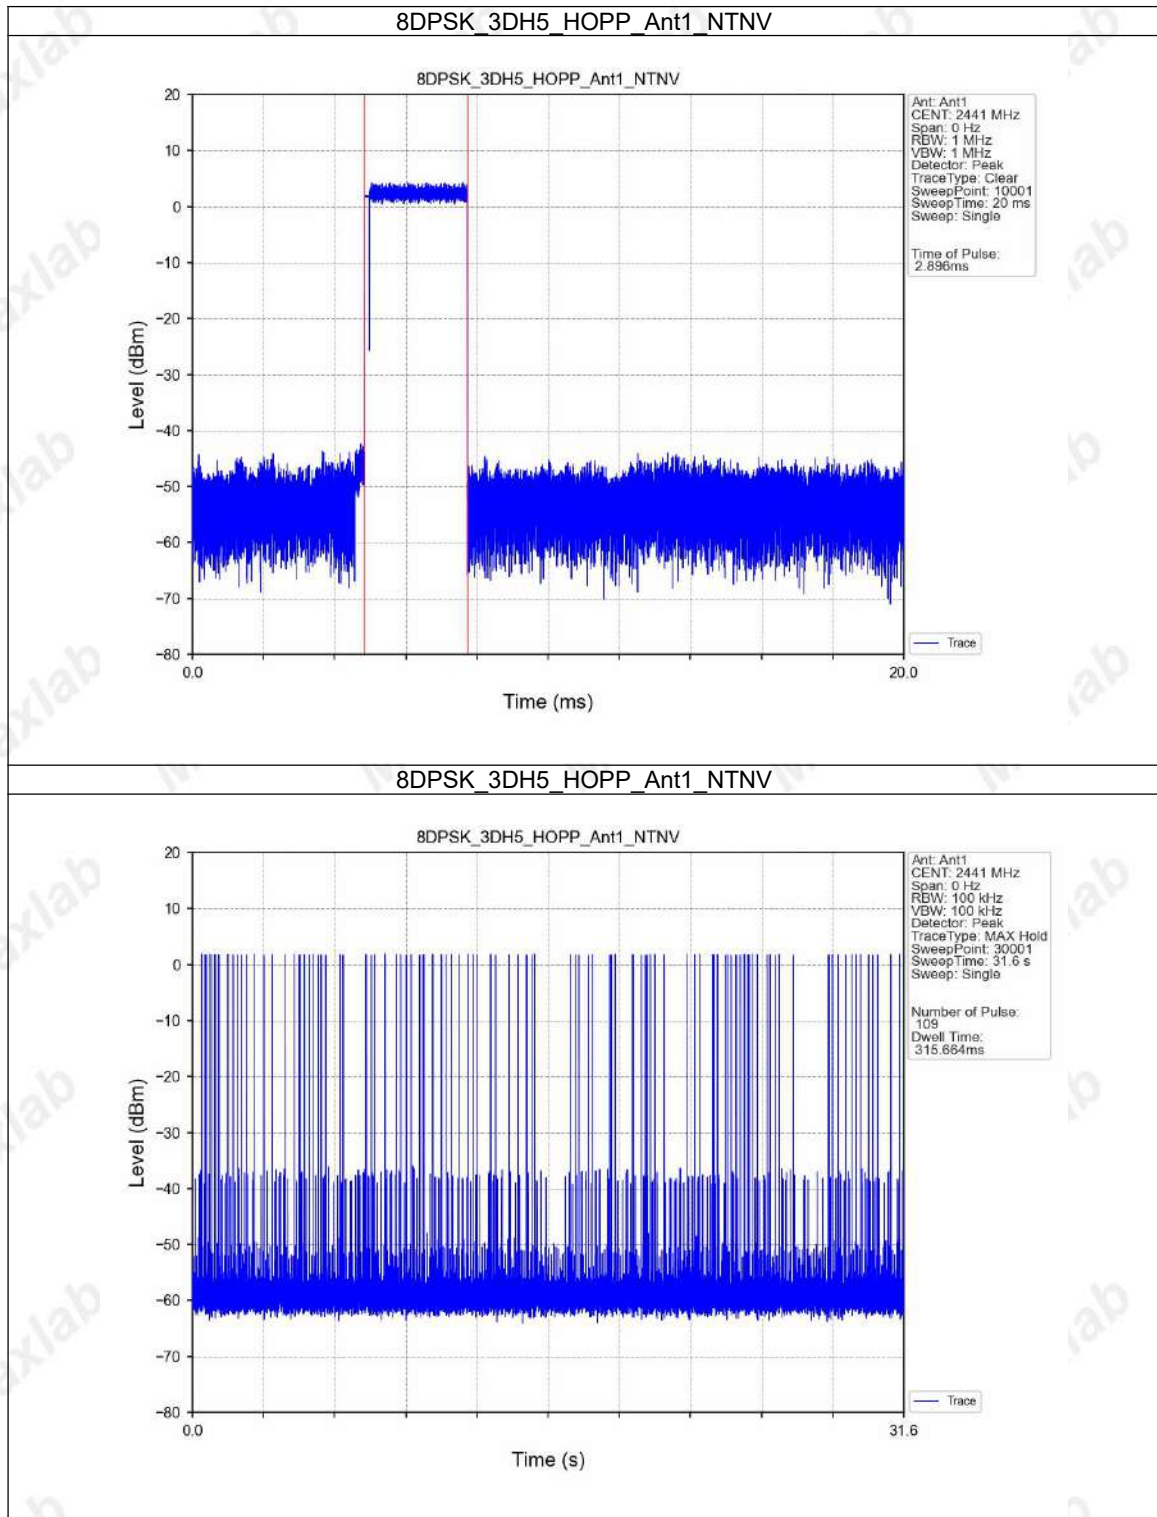 8DPSK_3DH5_HOPP_Ant1_NTNV
8DPSK_3DH5_HOPP_Ant1_NTNV
20
10
0
−10
−20
−30
−40
−50
−60
−70
−80
Level (dBm)
0.0
20.0
Time (ms)
Ant: Ant1
CENT: 2441 MHz
Span: 0 Hz
RBW: 1 MHz
VBW: 1 MHz
Detector: Peak
TraceType: Clear
SweepPoint: 10001
SweepTime: 20 ms
Sweep: Single
Time of Pulse:
2.896ms
Trace
8DPSK_3DH5_HOPP_Ant1_NTNV
8DPSK_3DH5_HOPP_Ant1_NTNV
20
10
0
−10
−20
−30
−40
−50
−60
−70
−80
Level (dBm)
0.0
31.6
Time (s)
Ant: Ant1
CENT: 2441 MHz
Span: 0 Hz
RBW: 100 kHz
VBW: 100 kHz
Detector: Peak
TraceType: MAX Hold
SweepPoint: 30001
SweepTime: 31.6 s
Sweep: Single
Number of Pulse:
109
Dwell Time:
315.664ms
Trace